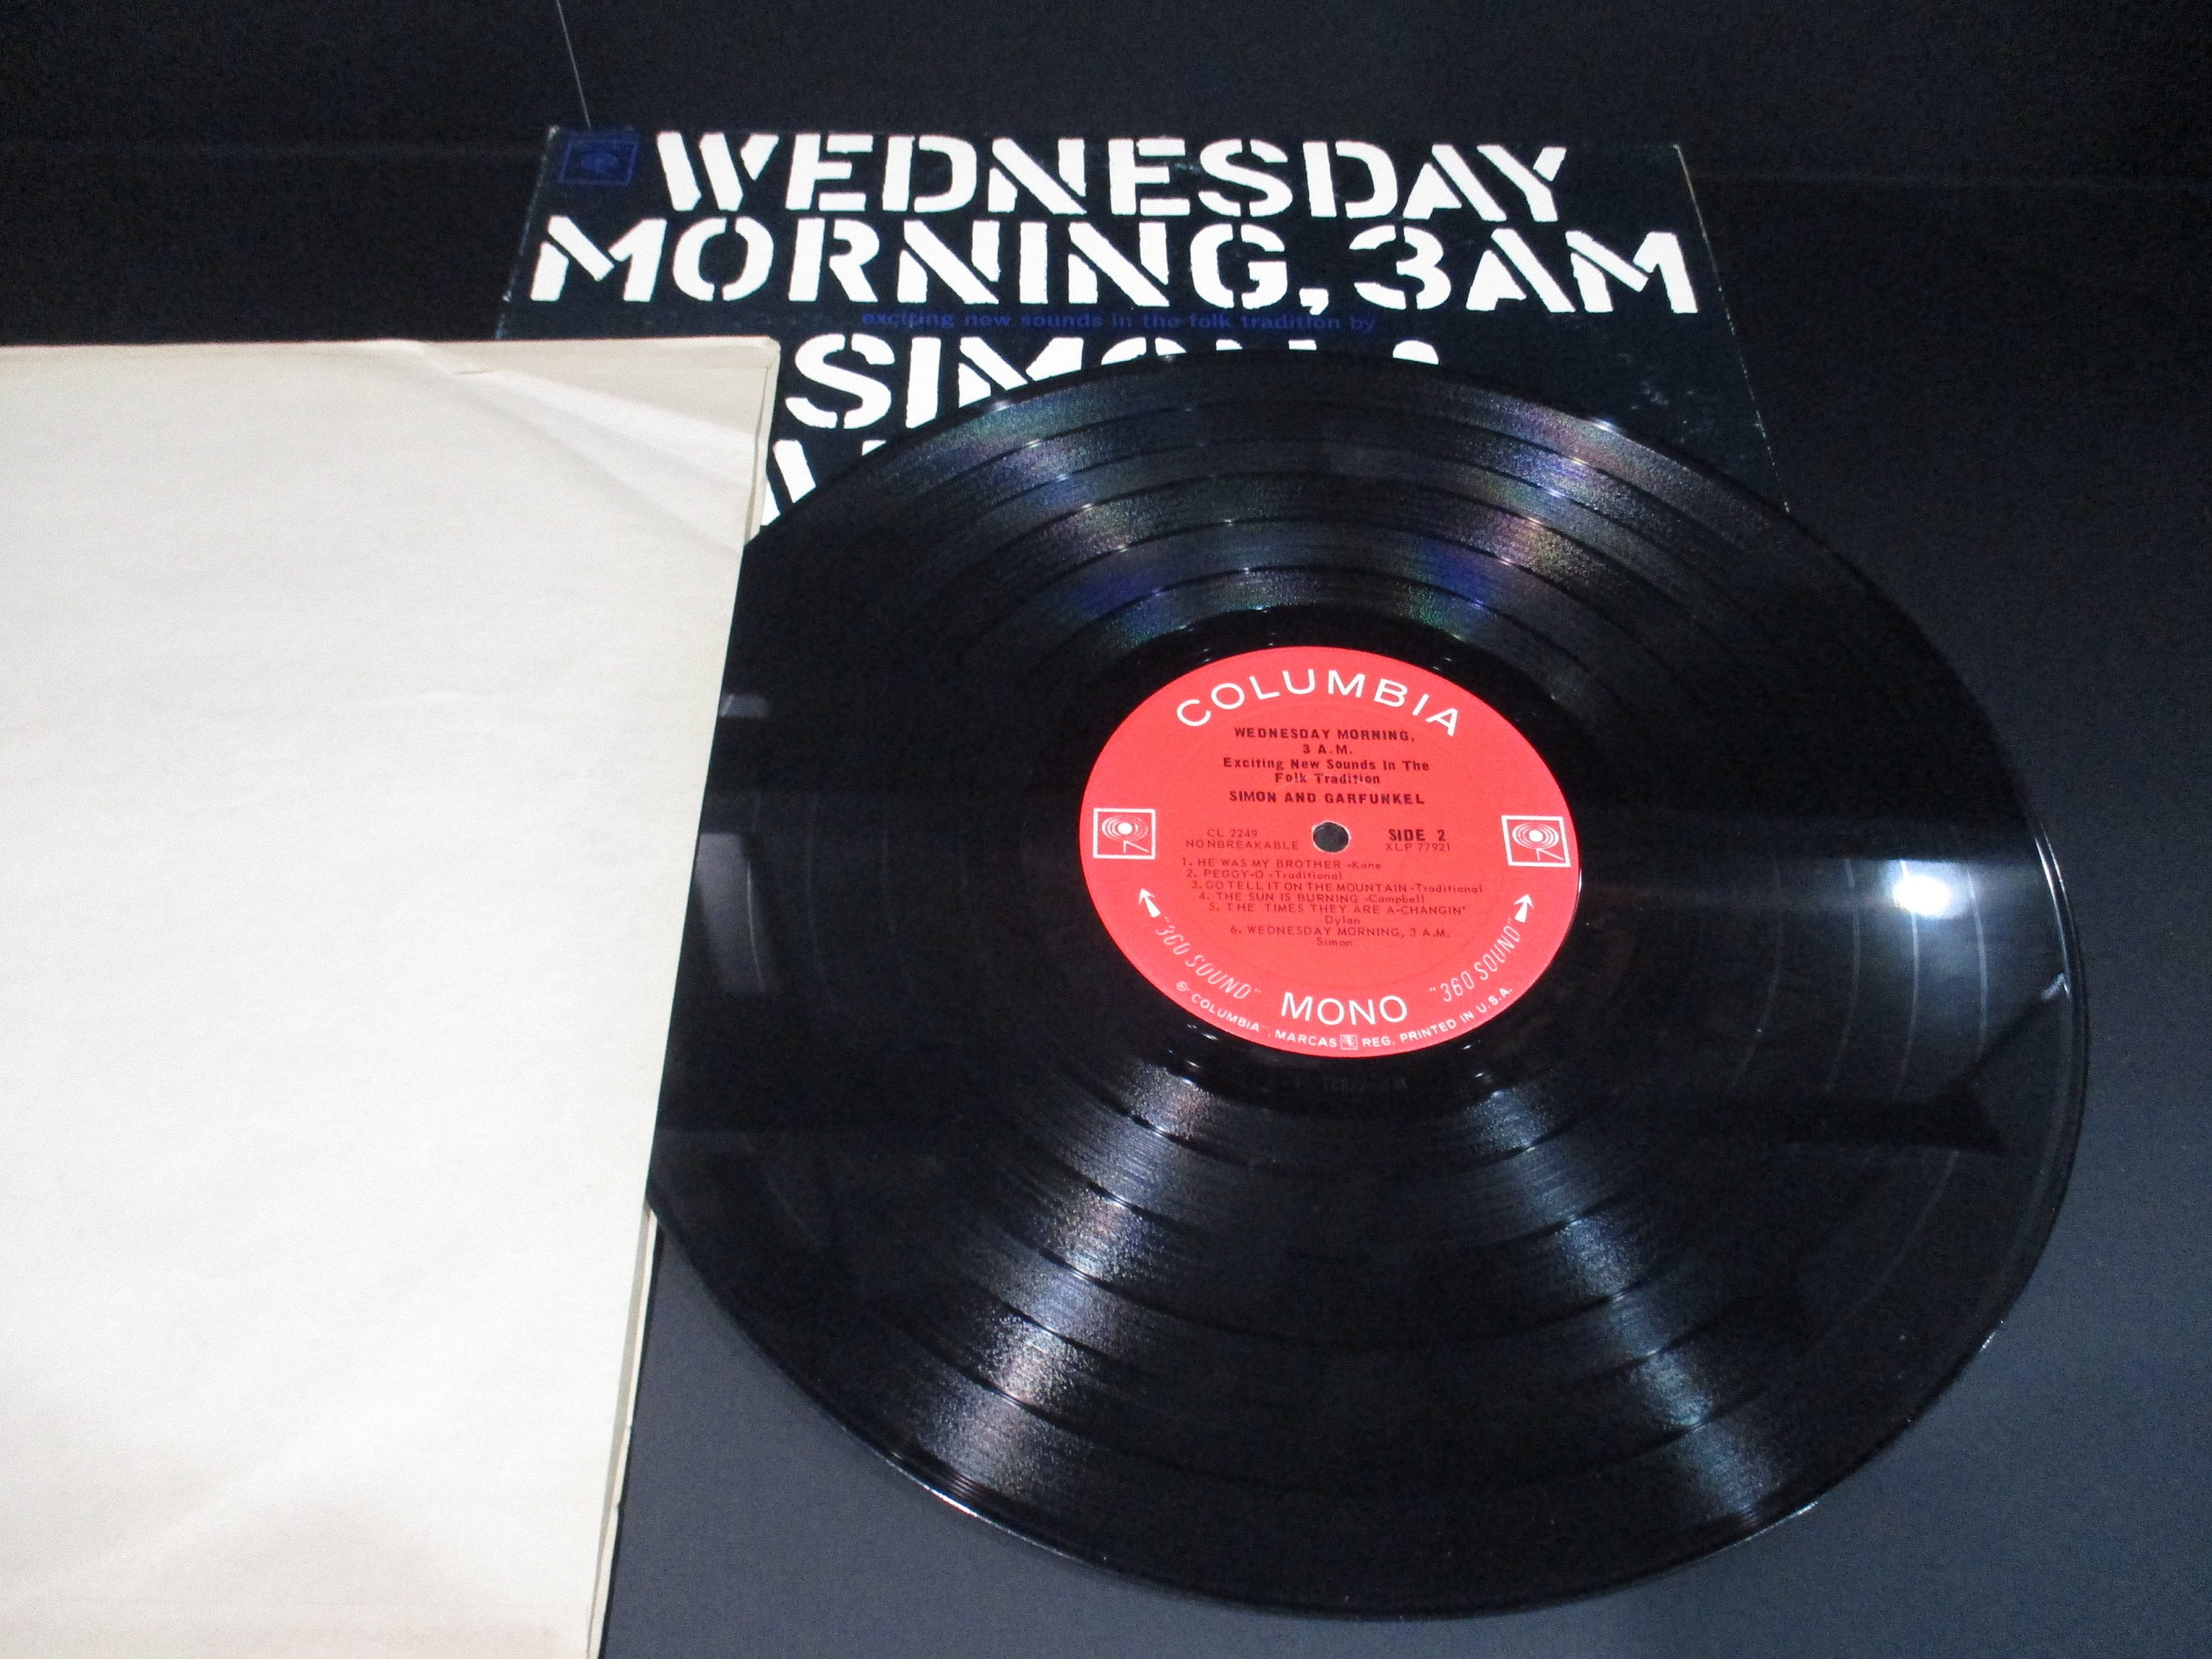 WEDNESDAY
MORNING, 3AM
exciting new sounds in the folk tradition by
SIMON &
COLUMBIA
WEDNESDAY MORNING,
3 A.M.
Exciting New Sounds In The
Folk Tradition
SIMON AND GARFUNKEL
CL 2249
NONBREAKABLE
SIDE 2
XLP 77921
1. HE WAS MY BROTHER -Kane
2. PEGGY-O -Traditional
3. GO TELL IT ON THE MOUNTAIN -Traditional
4. THE SUN IS BURNING -Campbell
5. THE TIMES THEY ARE A-CHANGIN'
Dylan
6. WEDNESDAY MORNING, 3 A.M.
Simon
"360 SOUND" MONO "360 SOUND"
® "COLUMBIA", MARCAS REG. PRINTED IN U.S.A.